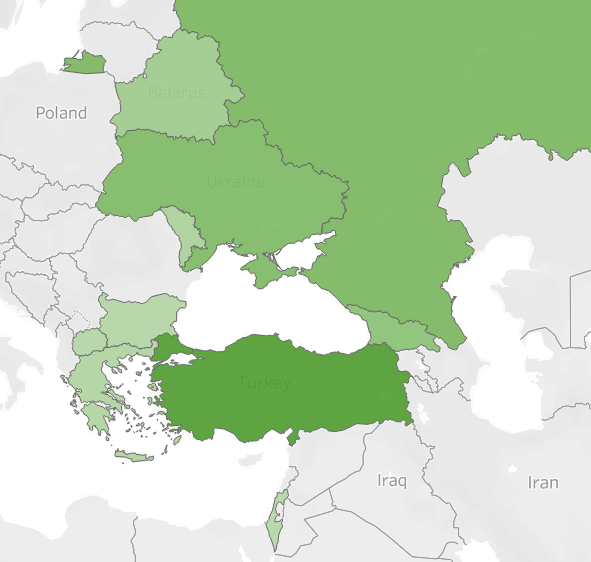 Belarus
Poland
Ukraine
Turkey
Iraq
Iran